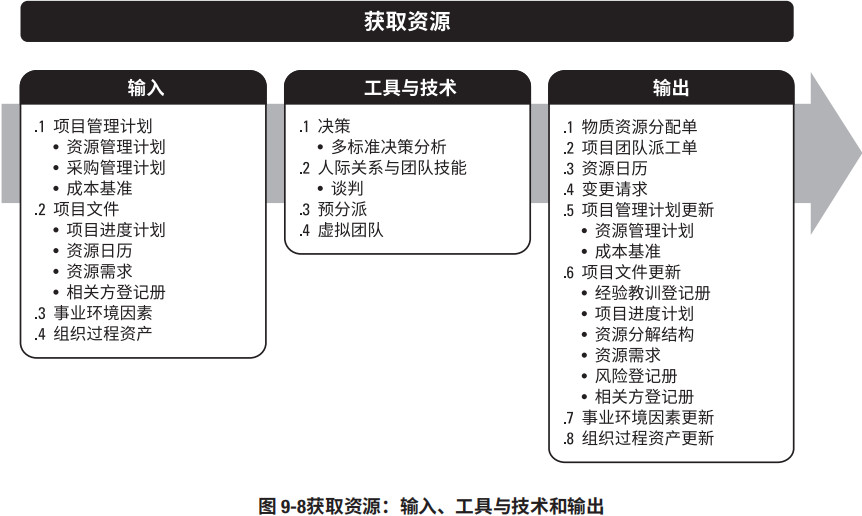 获取资源
输入
.1 项目管理计划
• 资源管理计划
• 采购管理计划
• 成本基准
.2 项目文件
• 项目进度计划
• 资源日历
• 资源需求
• 相关方登记册
.3 事业环境因素
.4 组织过程资产
工具与技术
.1 决策
• 多标准决策分析
.2 人际关系与团队技能
• 谈判
.3 预分派
.4 虚拟团队
输出
.1 物质资源分配单
.2 项目团队派工单
.3 资源日历
.4 变更请求
.5 项目管理计划更新
• 资源管理计划
• 成本基准
.6 项目文件更新
• 经验教训登记册
• 项目进度计划
• 资源分解结构
• 资源需求
• 风险登记册
• 相关方登记册
.7 事业环境因素更新
.8 组织过程资产更新
图 9-8获取资源：输入、工具与技术和输出